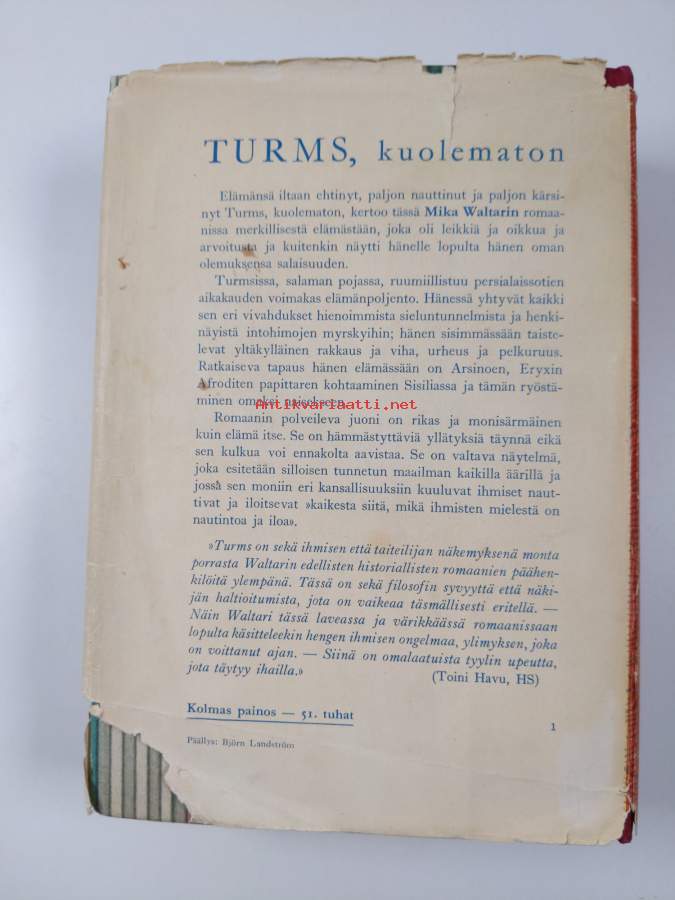 TURMS, kuolematon
Elämänsä iltaan ehtinyt, paljon nauttinut ja paljon kärsi-
nyt Turms, kuolematon, kertoo tässä Mika Waltarin romaa-
nissa merkillisestä elämästään, joka oli leikkiä ja oikkua ja
arvoitusta ja kuitenkin näytti hänelle lopulta hänen oman
olemuksensa salaisuuden.
Turmsissa, salaman pojassa, ruumiillistuu persialaissotien
aikakauden voimakas elämänpoljento. Hänessä yhtyvät kaikki
sen eri vivahdukset hienoimmista sieluntunnelmista ja henki-
näyistä intohimojen myrskyihin; hänen sisimmässään taiste-
levat yltäkylläinen rakkaus ja viha, urheus ja pelkuruus.
Ratkaiseva tapaus hänen elämässään on Arsinoen, Eryxin
Afroditen papittaren kohtaaminen Sisiliassa ja tämän ryöstä-
minen omaksi naisekseen.
Antikvariaatti.net
Romaanin polveileva juoni on rikas ja monisärmäinen
kuin elämä itse. Se on hämmästyttäviä yllätyksiä täynnä eikä
sen kulkua voi ennakolta aavistaa. Se on valtava näytelmä,
joka esitetään silloisen tunnetun maailman kaikilla äärillä ja
jossa sen moniin eri kansallisuuksiin kuuluvat ihmiset naut-
tivat ja iloitsevat »kaikesta siitä, mikä ihmisten mielestä on
nautintoa ja iloa».
»Turms on sekä ihmisen että taiteilijan näkemyksenä monta
porrasta Waltarin edellisten historiallisten romaanien päähen-
kilöitä ylempänä. Tässä on sekä filosofin syvyyttä että näki-
jän haltioitumista, jota on vaikeaa täsmällisesti eritellä. —
Näin Waltari tässä laveassa ja värikkäässä romaanissaan
lopulta käsitteleekin hengen ihmisen ongelmaa, ylimyksen, joka
on voittanut ajan. — Siinä on omalaatuista tyylin upeutta,
jota täytyy ihailla.» (Toini Havu, HS)
Kolmas painos — 51. tuhat
1
Päällys: Björn Landström